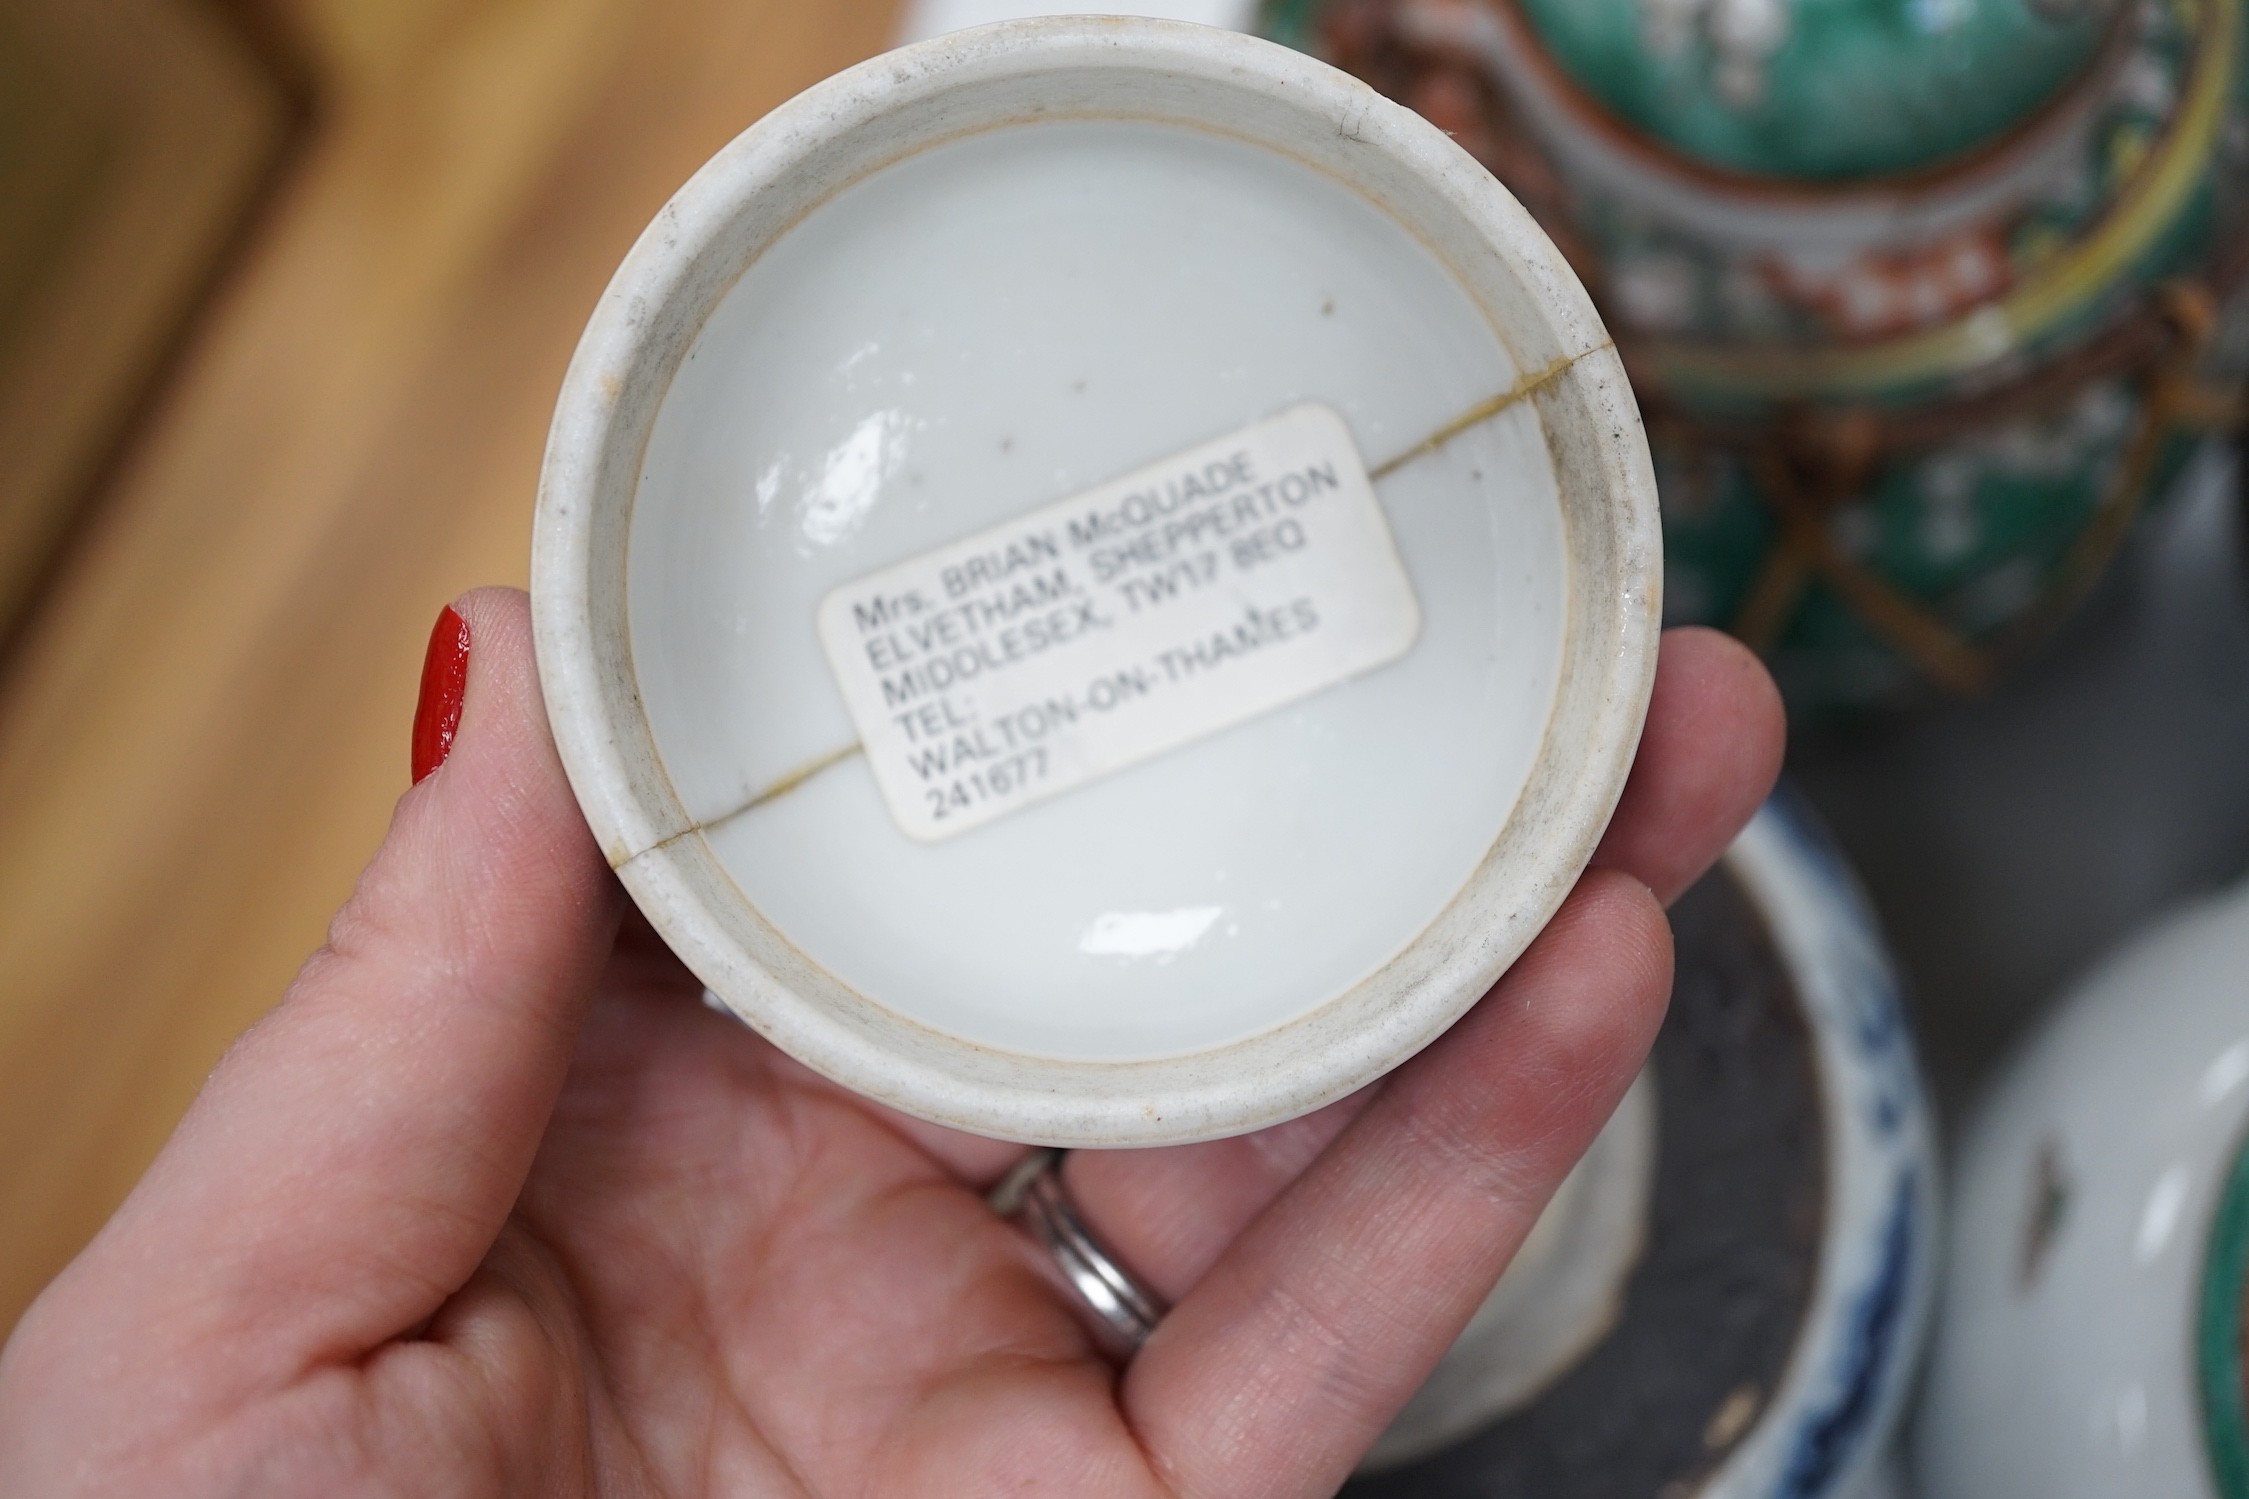 Mrs. BRIAN McQUADE
ELVETHAM, SHEPPERTON
MIDDLESEX, TW17 8EQ
TEL:
WALTON-ON-THAMES
241677